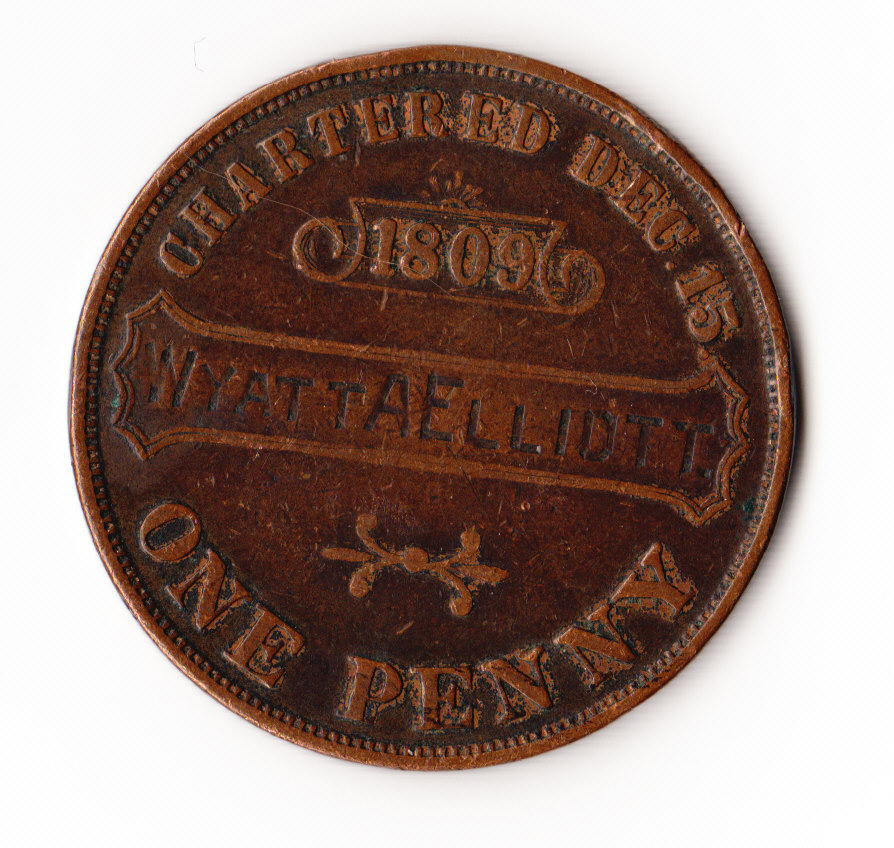 CHARTERED DEC. 15.
1809
WYATT A ELLIOTT.
ONE PENNY